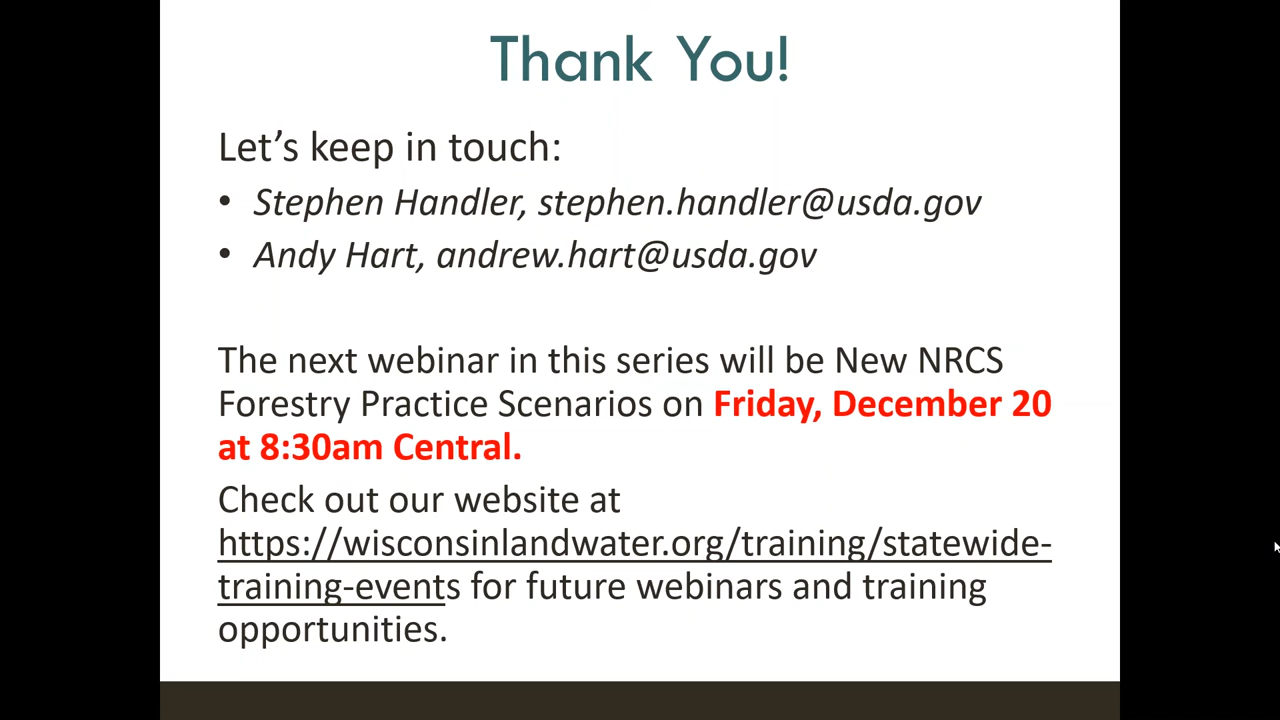 Thank You!
Let's keep in touch:
• Stephen Handler, stephen.handler@usda.gov
• Andy Hart, andrew.hart@usda.gov
The next webinar in this series will be New NRCS
Forestry Practice Scenarios on Friday, December 20
at 8:30am Central.
Check out our website at
https://wisconsinlandwater.org/training/statewide-
training-events for future webinars and training
opportunities.